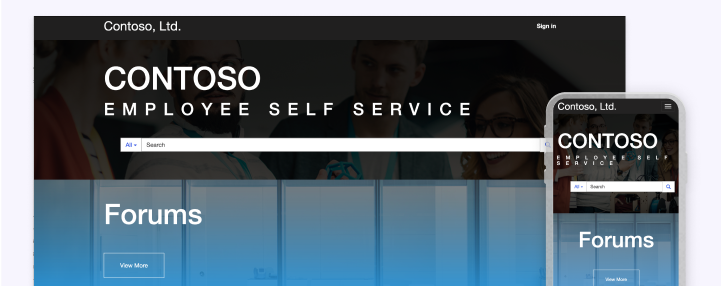 Contoso, Ltd.
Sign in
CONTOSO
EMPLOYEE SELF SERVICE
All
Search
Forums
View More
Contoso, Ltd.
CONTOSO
EMPLOYEE SELF
SERVICE
All
Search
Forums
View More